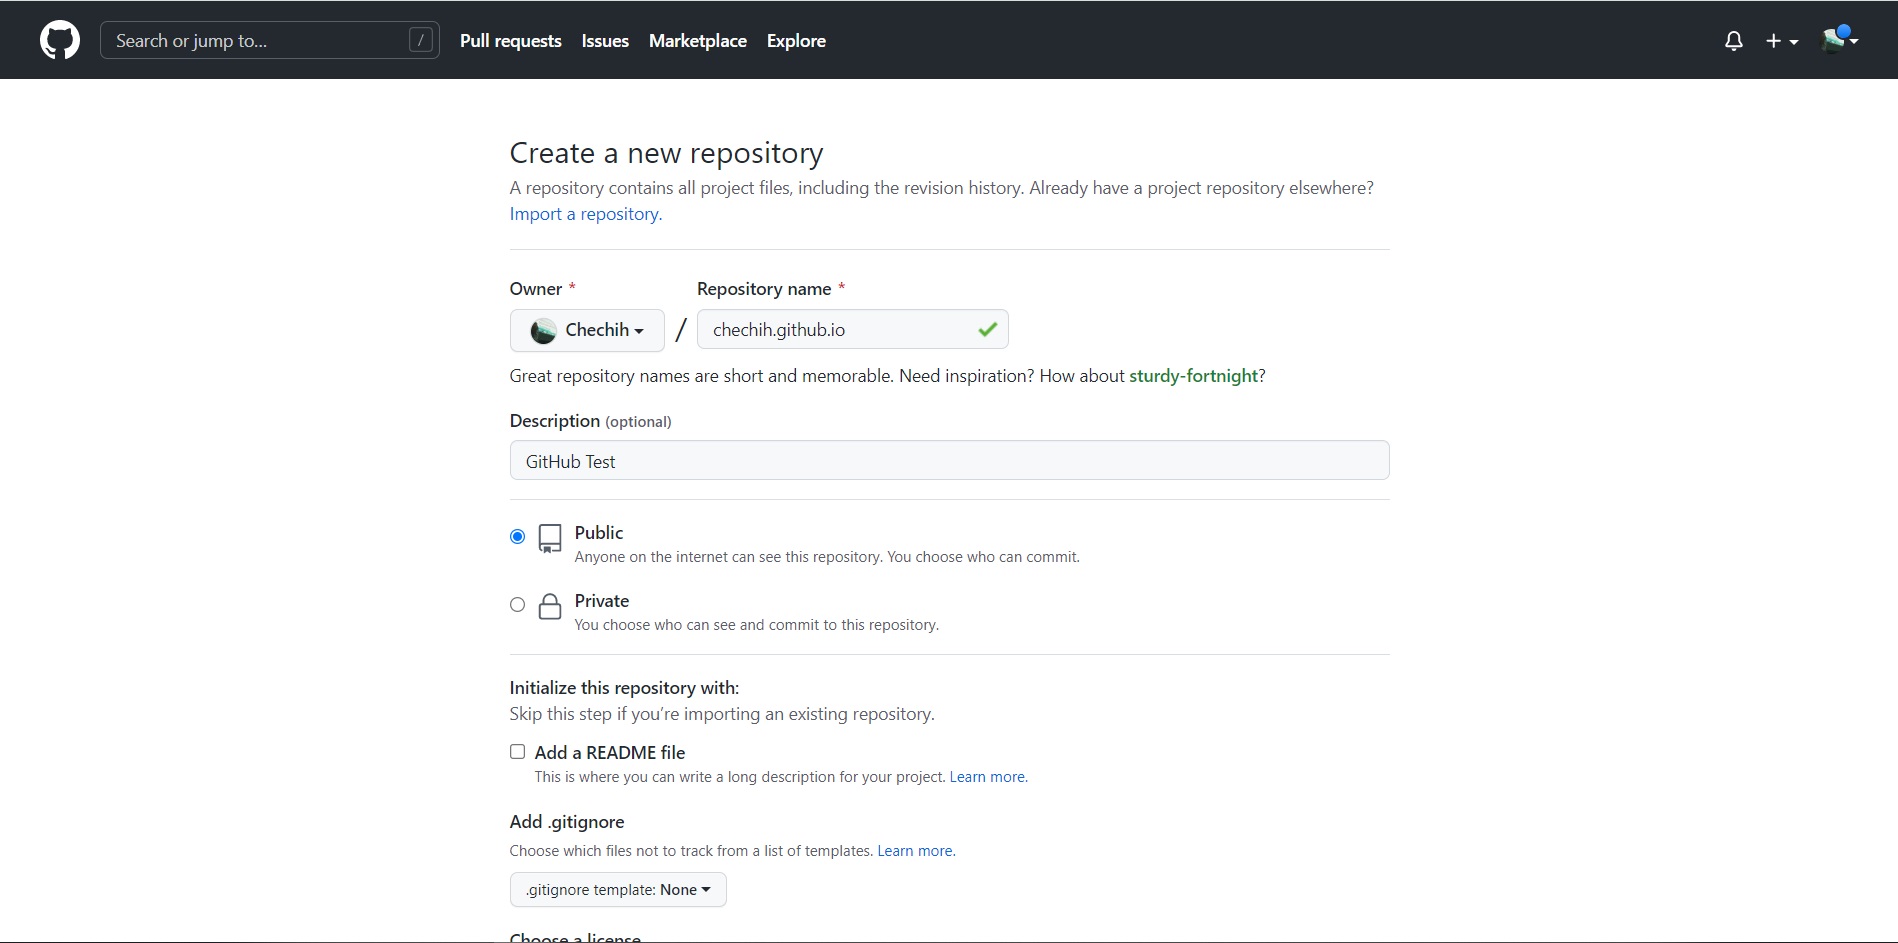 Search or jump to... /
Pull requests Issues Marketplace Explore
Create a new repository
A repository contains all project files, including the revision history. Already have a project repository elsewhere?
Import a repository.
Owner * Repository name *
Chechih / chechih.github.io
Great repository names are short and memorable. Need inspiration? How about sturdy-fortnight?
Description (optional)
GitHub Test
Public
Anyone on the internet can see this repository. You choose who can commit.
Private
You choose who can see and commit to this repository.
Initialize this repository with:
Skip this step if you’re importing an existing repository.
Add a README file
This is where you can write a long description for your project. Learn more.
Add .gitignore
Choose which files not to track from a list of templates. Learn more.
.gitignore template: None
Choose a license